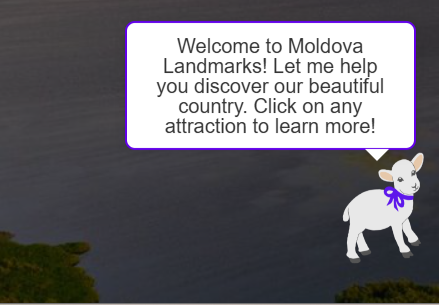 Welcome to Moldova
Landmarks! Let me help
you discover our beautiful
country. Click on any
attraction to learn more!